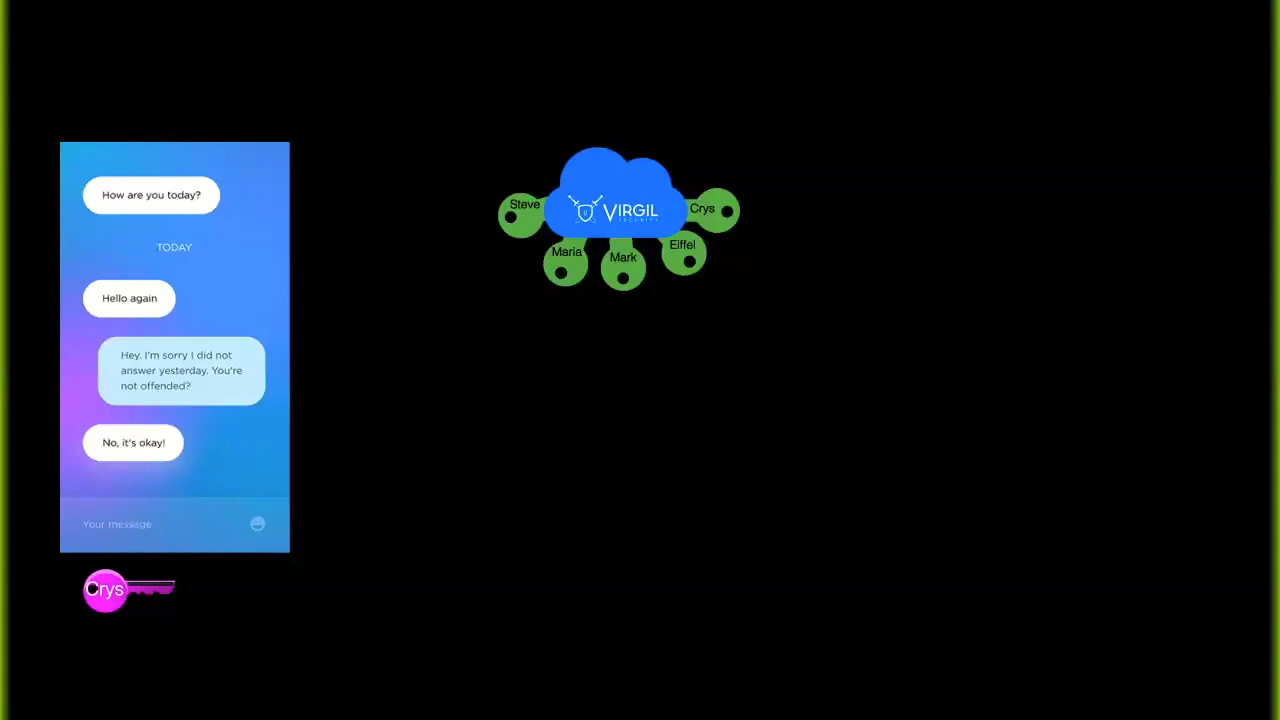 How are you today?
TODAY
Hello again
Hey. I'm sorry I did not
answer yesterday. You're
not offended?
No, it's okay!
Your message
Crys
Steve
VIRGIL
SECURITY
Crys
Maria
Mark
Eiffel